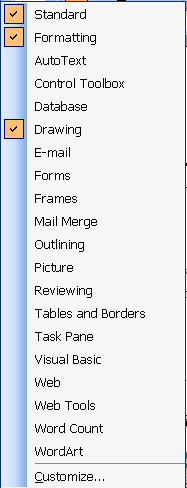 Standard
Formatting
AutoText
Control Toolbox
Database
Drawing
E-mail
Forms
Frames
Mail Merge
Outlining
Picture
Reviewing
Tables and Borders
Task Pane
Visual Basic
Web
Web Tools
Word Count
WordArt
Customize...